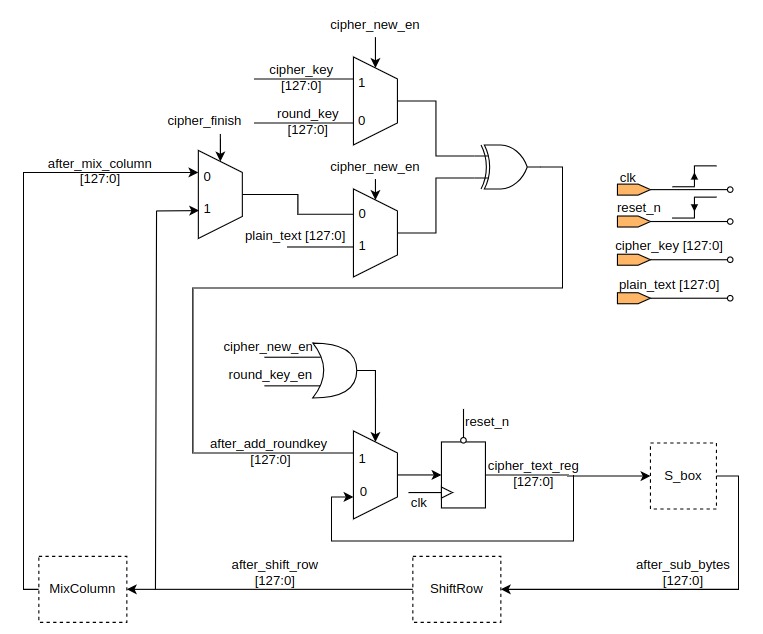 cipher_new_en
cipher_key
[127:0]
1
round_key
[127:0]
0
cipher_finish
after_mix_column
[127:0]
0
1
cipher_new_en
0
plain_text [127:0]
1
clk
reset_n
cipher_key [127:0]
plain_text [127:0]
cipher_new_en
round_key_en
after_add_roundkey
[127:0]
1
0
reset_n
clk
cipher_text_reg
[127:0]
S_box
after_sub_bytes
[127:0]
ShiftRow
after_shift_row
[127:0]
MixColumn